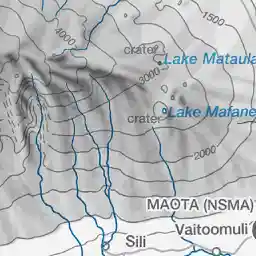 1500
4000
crater
Lake Mataula
3000
Lake Mafane
crater
2000
MAOTA (NSMA)
Vaitoomuli
Sili